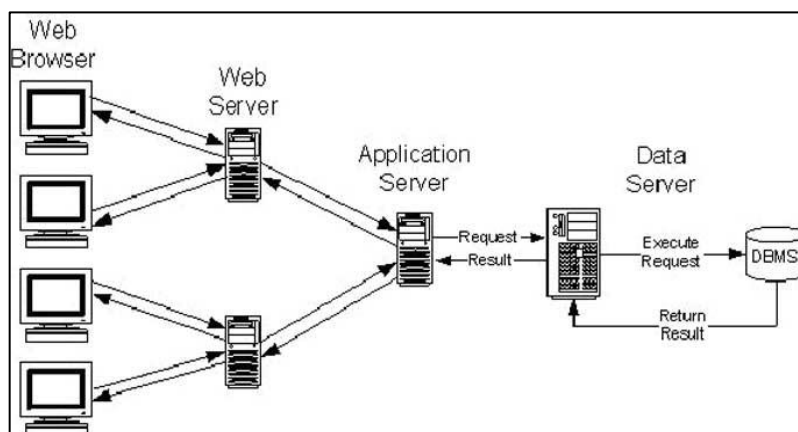 Web
Browser
Web
Server
Application
Server
Data
Server
Request
Result
Execute
Request
DBMS
Return
Result